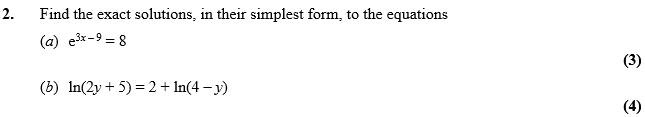 2. Find the exact solutions, in their simplest form, to the equations
(a) e³ˣ⁻⁹ = 8
(3)
(b) ln(2y + 5) = 2 + ln(4 – y)
(4)